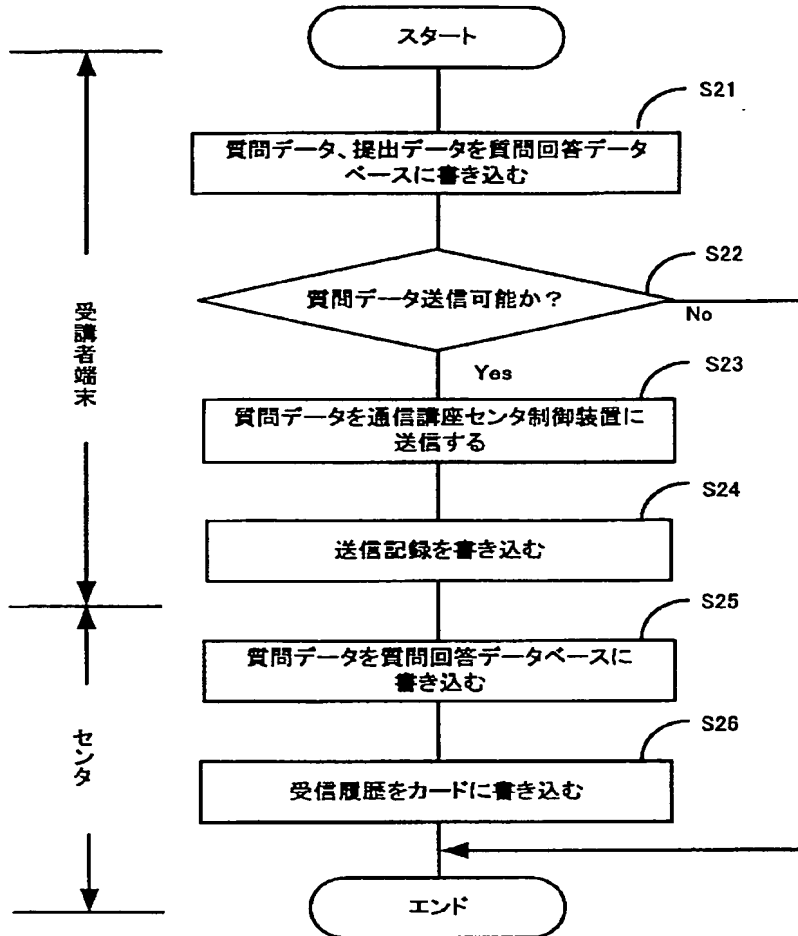 スタート
S21
質問データ、提出データを質問回答データ
ベースに書き込む
S22
質問データ送信可能か？
No
Yes
S23
質問データを通信講座センタ制御装置に
送信する
S24
送信記録を書き込む
S25
質問データを質問回答データベースに
書き込む
S26
受信履歴をカードに書き込む
エンド
受講者端末
センタ